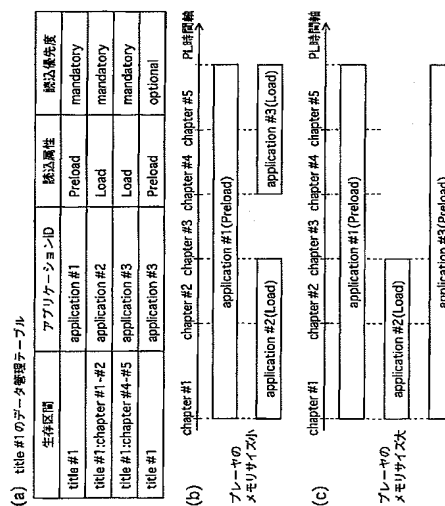 (a) title #1のデータ管理テーブル
生存区間 アプリケーションID 読込属性 読込優先度
title #1 application #1 Preload mandatory
title #1:chapter #1-#2 application #2 Load mandatory
title #1:chapter #4-#5 application #3 Load mandatory
title #1 application #3 Preload optional
(b)
chapter #1 chapter #2 chapter #3 chapter #4 chapter #5 PL時間軸
プレーヤの
メモリサイズ小
application #1(Preload)
application #2(Load) application #3(Load)
(c)
chapter #1 chapter #2 chapter #3 chapter #4 chapter #5 PL時間軸
プレーヤの
メモリサイズ大
application #1(Preload)
application #2(Load)
application #3(Preload)